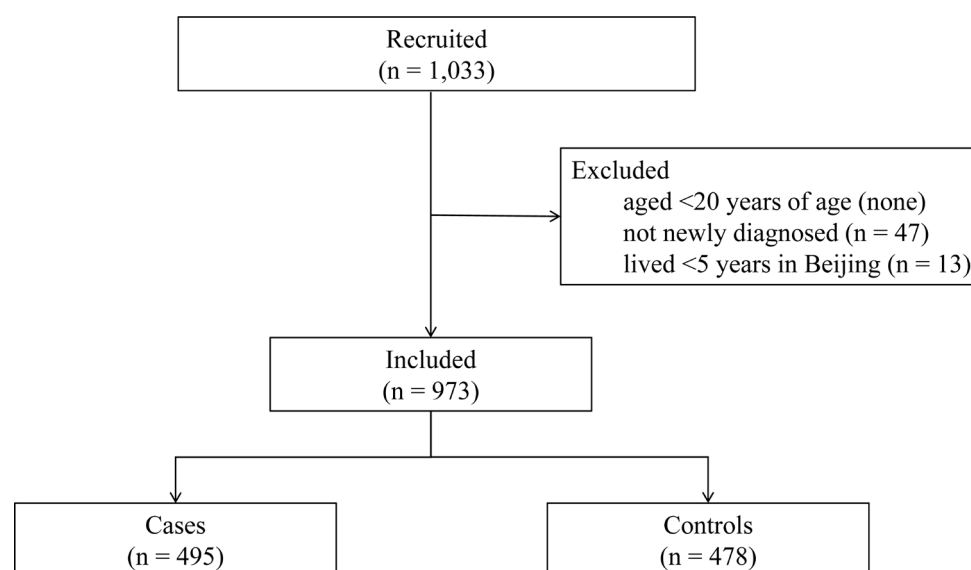 Recruited
(n = 1,033)
Excluded
aged <20 years of age (none)
not newly diagnosed (n = 47)
lived <5 years in Beijing (n = 13)
Included
(n = 973)
Cases
(n = 495)
Controls
(n = 478)